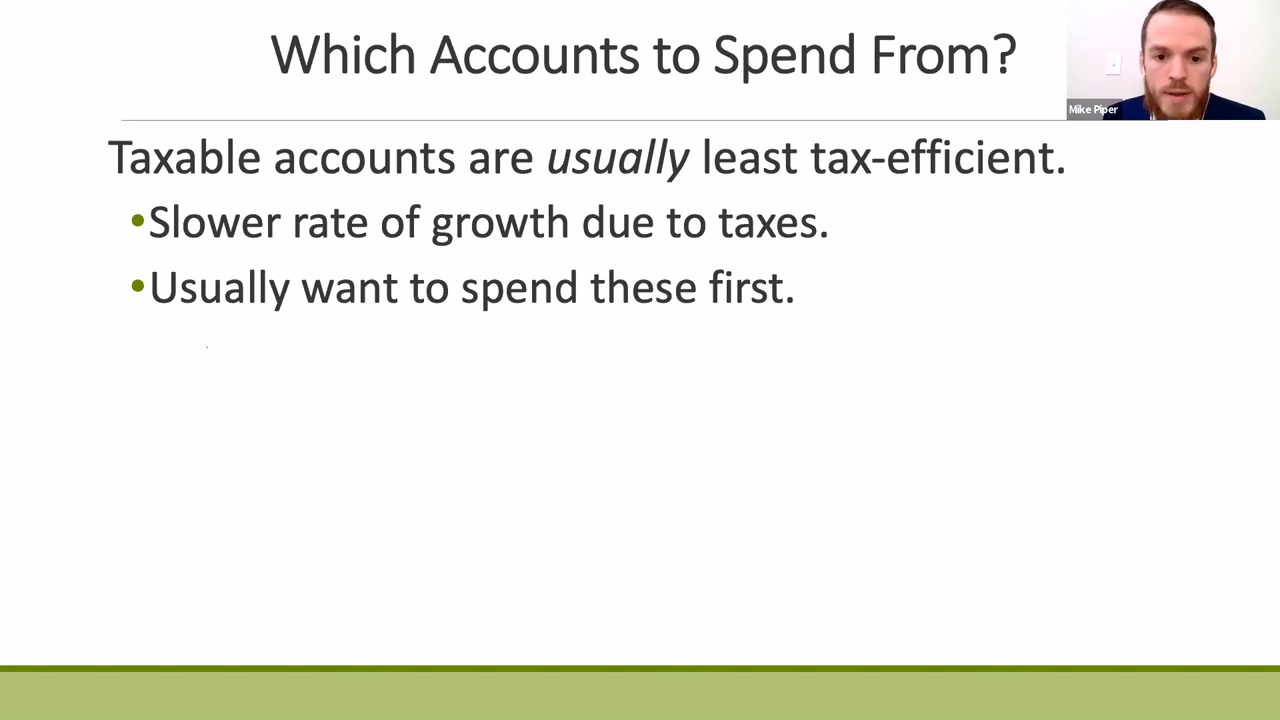 Which Accounts to Spend From?
Mike Piper
Taxable accounts are usually least tax-efficient.
•Slower rate of growth due to taxes.
•Usually want to spend these first.